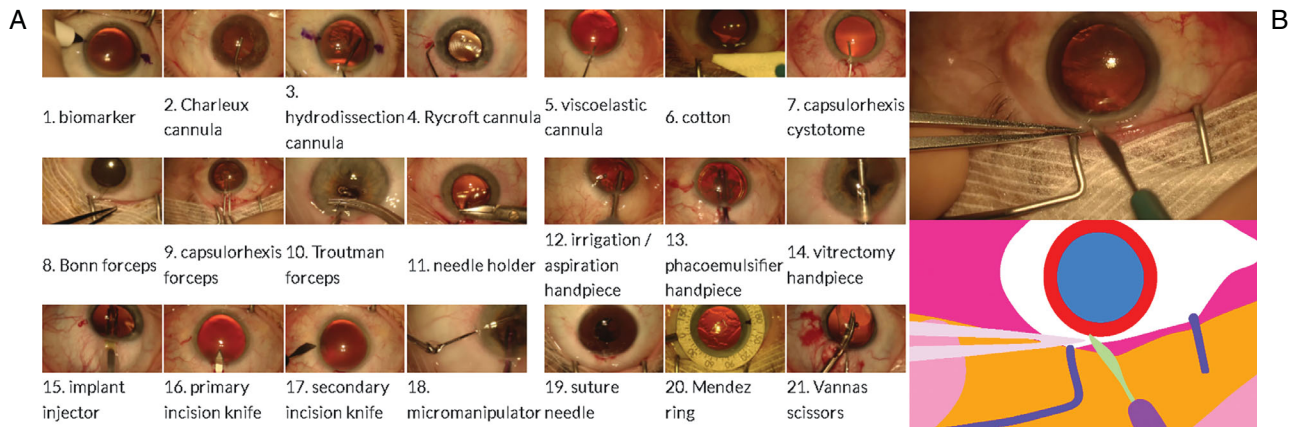 A
B
1. biomarker
2. Charleux
cannula
3.
hydrodissection
cannula
4. Rycroft cannula
5. viscoelastic
cannula
6. cotton
7. capsulorhexis
cystotome
8. Bonn forceps
9. capsulorhexis
forceps
10. Troutman
forceps
11. needle holder
12. irrigation /
aspiration
handpiece
13.
phacoemulsifier
handpiece
14. vitrectomy
handpiece
15. implant
injector
16. primary
incision knife
17. secondary
incision knife
18.
micromanipulator
19. suture
needle
20. Mendez
ring
21. Vannas
scissors